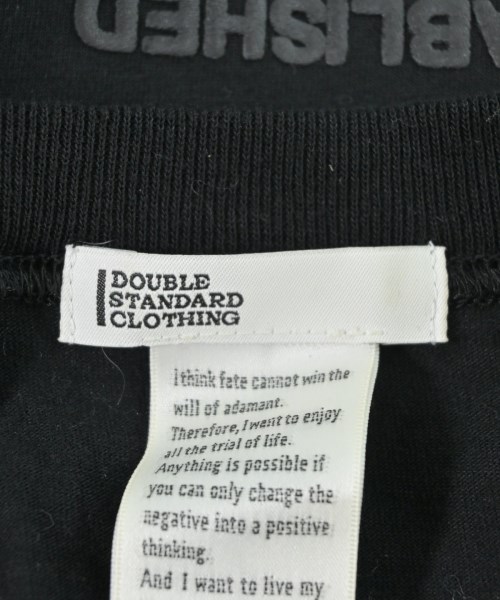 ABLISHED
DOUBLE
STANDARD
CLOTHING
I think fate cannot win the
will of adamant.
Therefore, I want to enjoy
all the trial of life.
Anything is possible if
you can only change the
negative into a positive
thinking.
And I want to live my